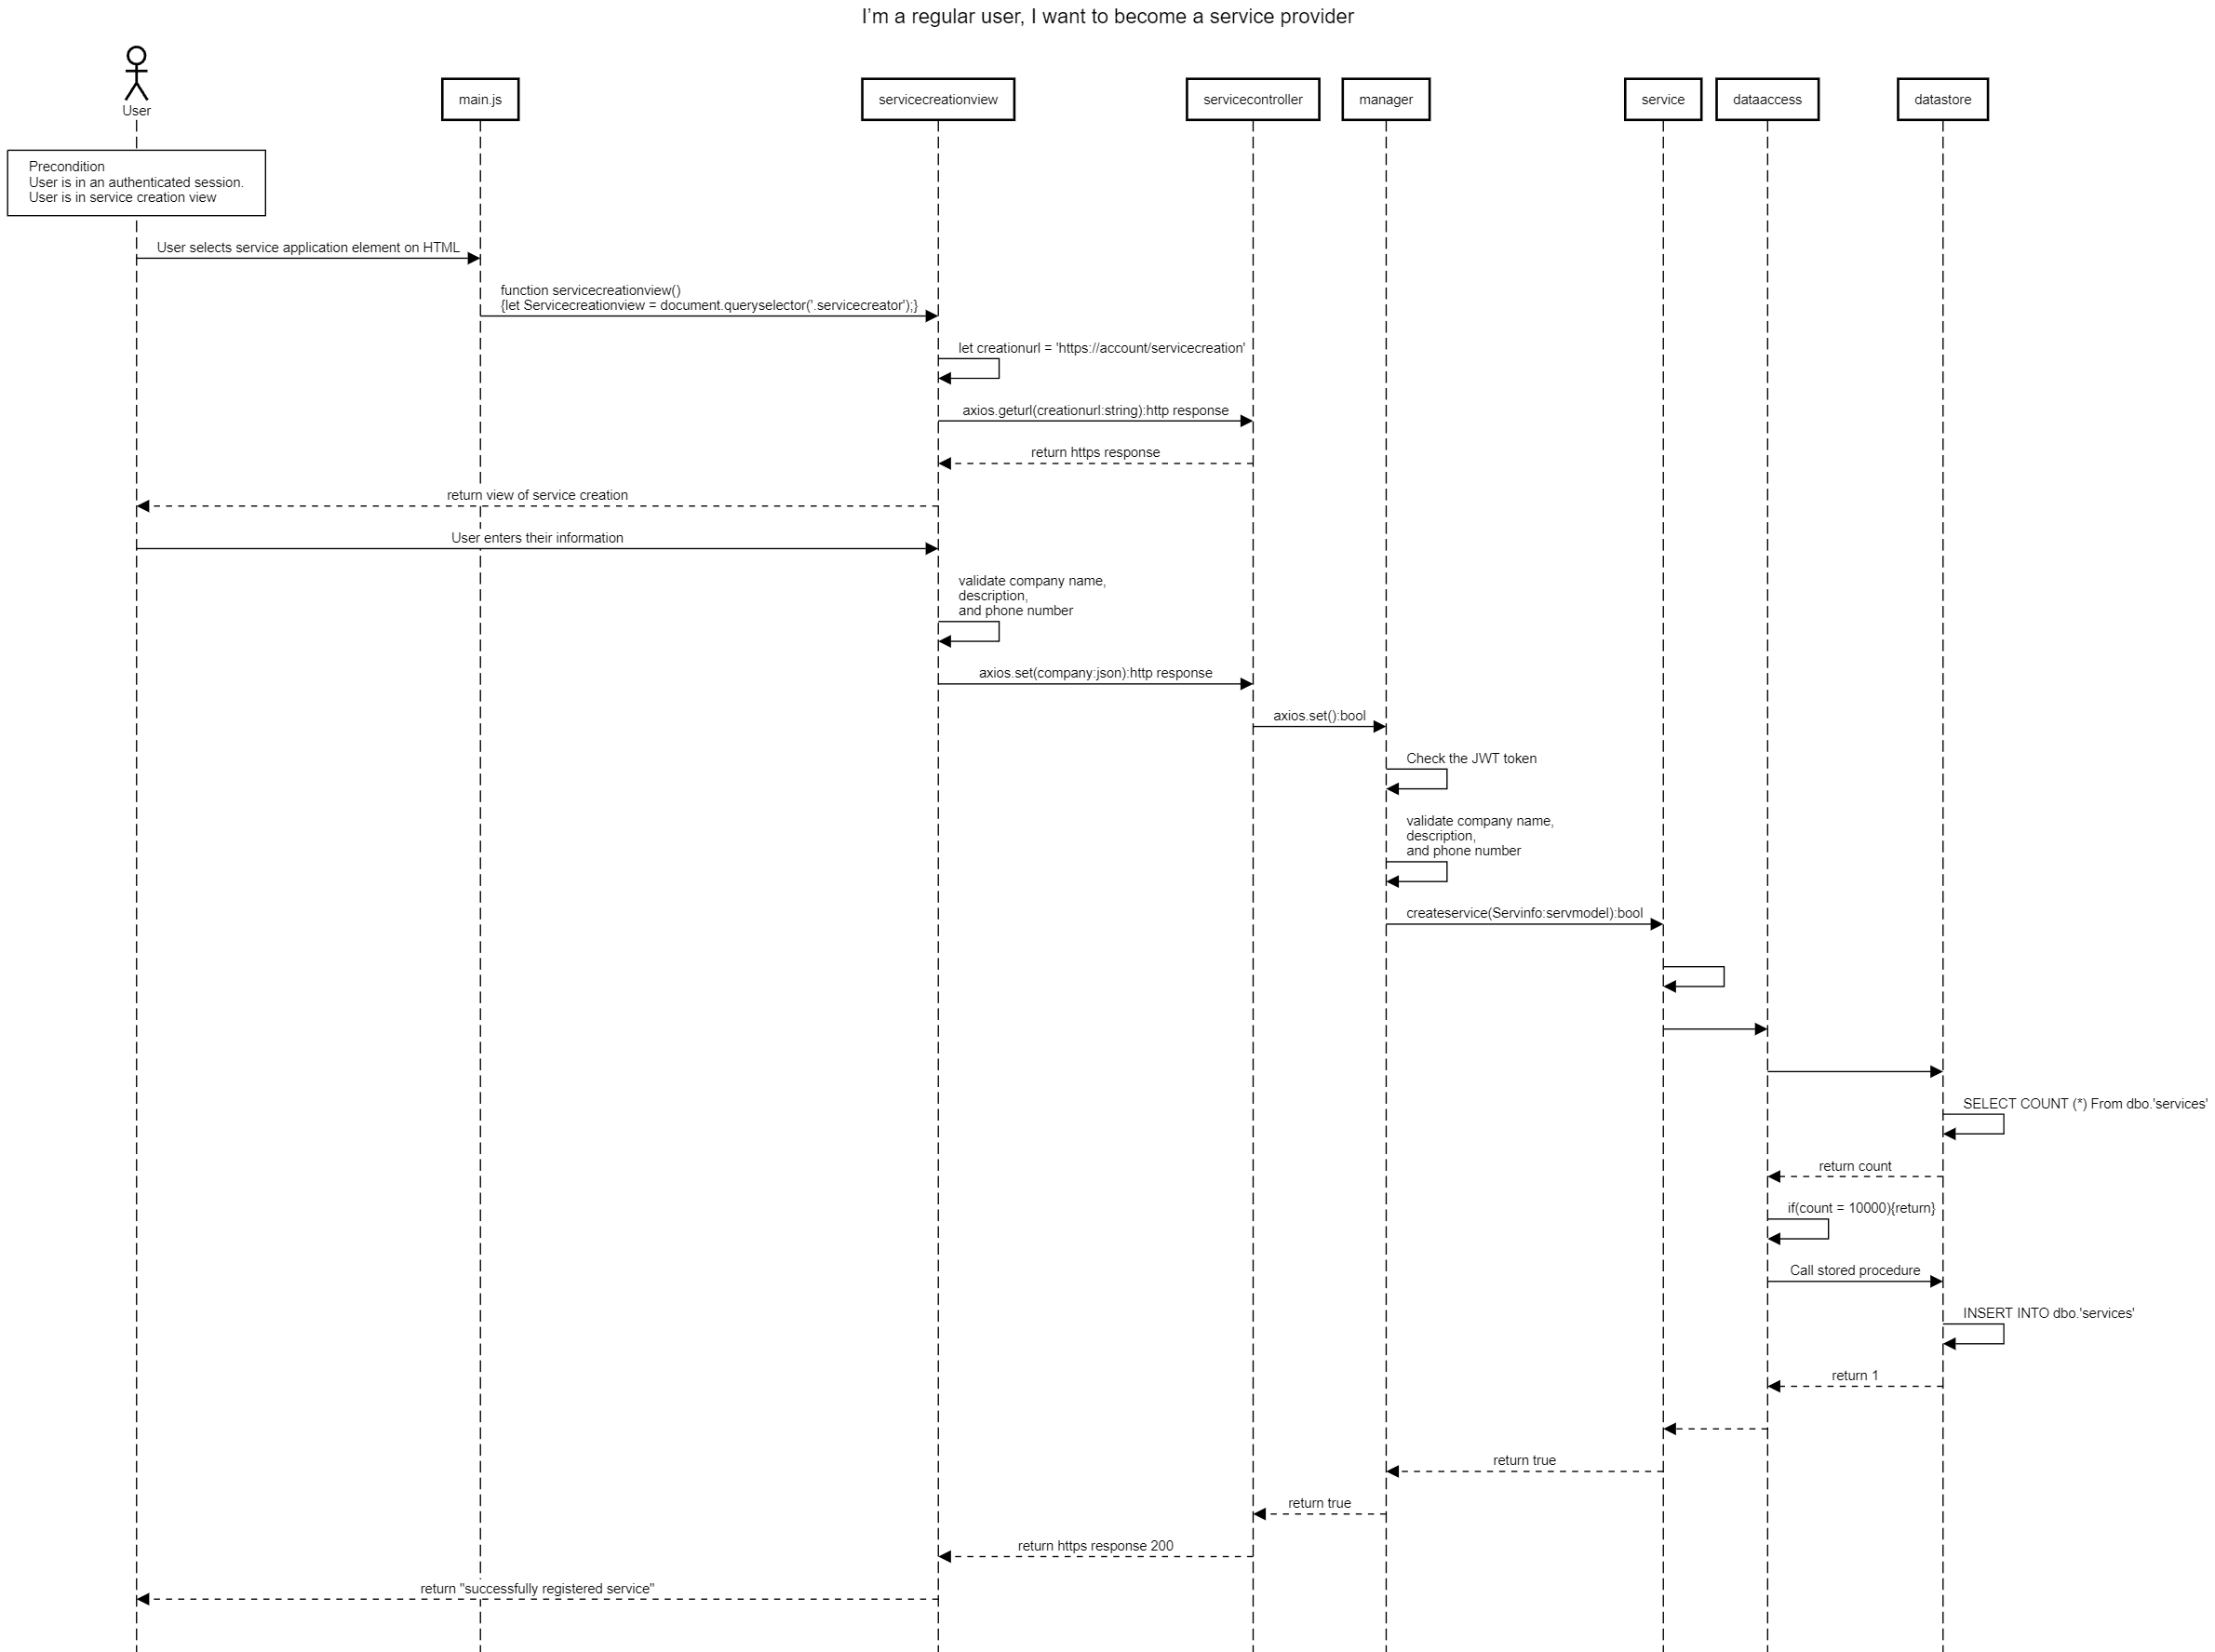 I'm a regular user, I want to become a service provider
User
main.js
servicecreationview
servicecontroller
manager
service
dataaccess
datastore
Precondition
User is in an authenticated session.
User is in service creation view
User selects service application element on HTML
function servicecreationview()
{let Servicecreationview = document.queryselector('.servicecreator');}
let creationurl = 'https://account/servicecreation'
axios.geturl(creationurl:string):http response
return https response
return view of service creation
User enters their information
validate company name,
description,
and phone number
axios.set(company:json):http response
axios.set():bool
Check the JWT token
validate company name,
description,
and phone number
createservice(Servinfo:servmodel):bool
SELECT COUNT (*) From dbo.'services'
return count
if(count = 10000){return}
Call stored procedure
INSERT INTO dbo.'services'
return 1
return true
return true
return https response 200
return "successfully registered service"